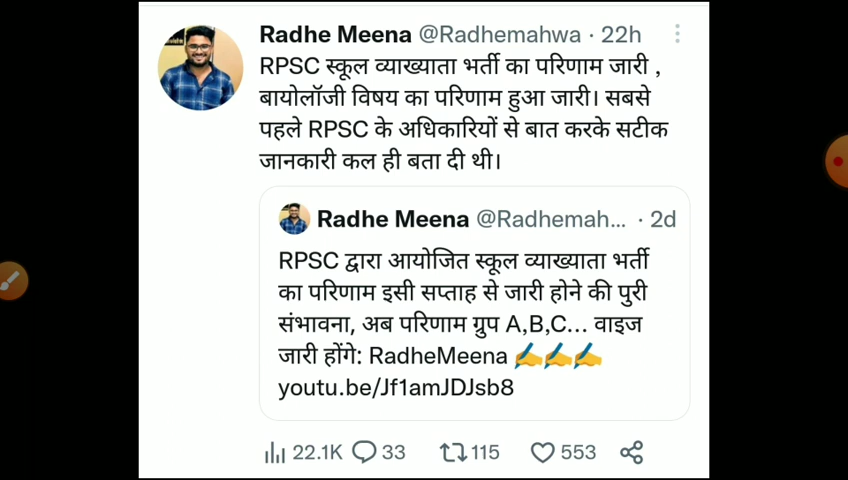 Radhe Meena @Radhemahwa · 22h
RPSC स्कूल व्याख्याता भर्ती का परिणाम जारी ,
बायोलॉजी विषय का परिणाम हुआ जारी। सबसे
पहले RPSC के अधिकारियों से बात करके सटीक
जानकारी कल ही बता दी थी।
Radhe Meena @Radhemah... · 2d
RPSC द्वारा आयोजित स्कूल व्याख्याता भर्ती
का परिणाम इसी सप्ताह से जारी होने की पुरी
संभावना, अब परिणाम ग्रुप A,B,C... वाइज
जारी होंगे: RadheMeena ✍️✍️✍️
youtu.be/Jf1amJDJsb8
22.1K 33 115 553